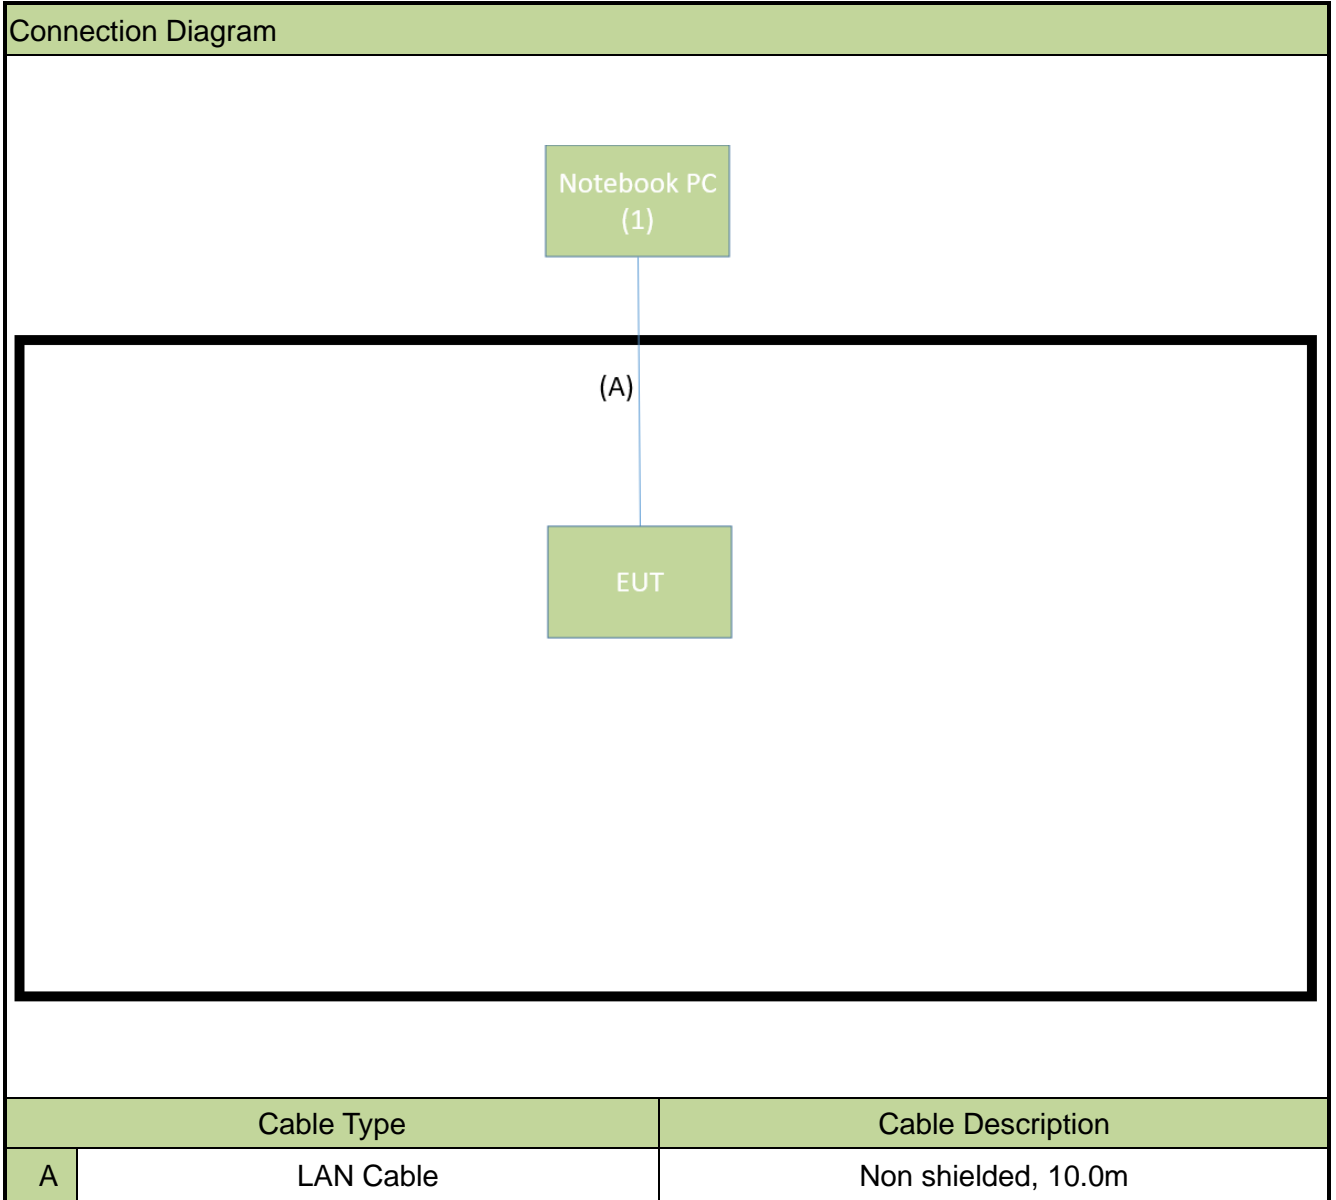 Connection Diagram
Notebook PC
(1)
(A)
EUT
Cable Type Cable Description
A LAN Cable Non shielded, 10.0m